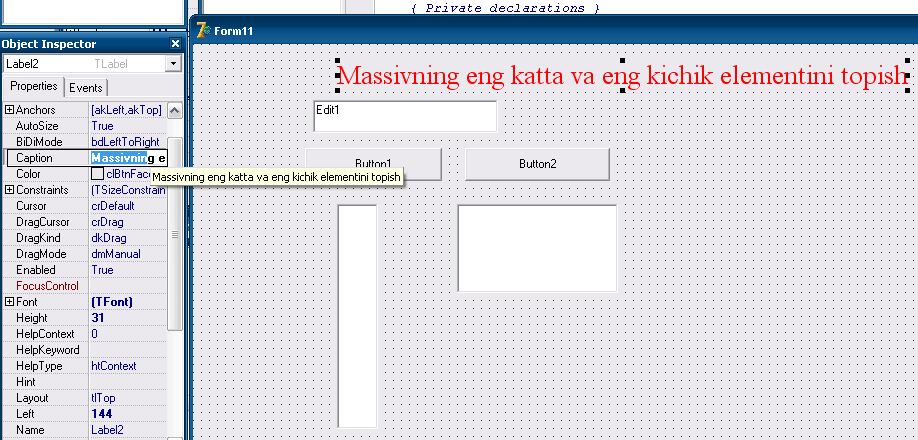 { Private declarations }
Form11
Object Inspector
Label2 TLabel
Properties Events
Anchors [akLeft,akTop]
AutoSize True
BiDiMode bdLeftToRight
Caption Massivning e
Color clBtnFace
Constraints (TSizeConstrain
Cursor crDefault
DragCursor crDrag
DragKind dkDrag
DragMode dmManual
Enabled True
FocusControl
Font (TFont)
Height 31
HelpContext 0
HelpKeyword
HelpType htContext
Hint
Layout tlTop
Left 144
Name Label2
Massivning eng katta va eng kichik elementini topish
Massivning eng katta va eng kichik elementini topish
Edit1
Button1 Button2